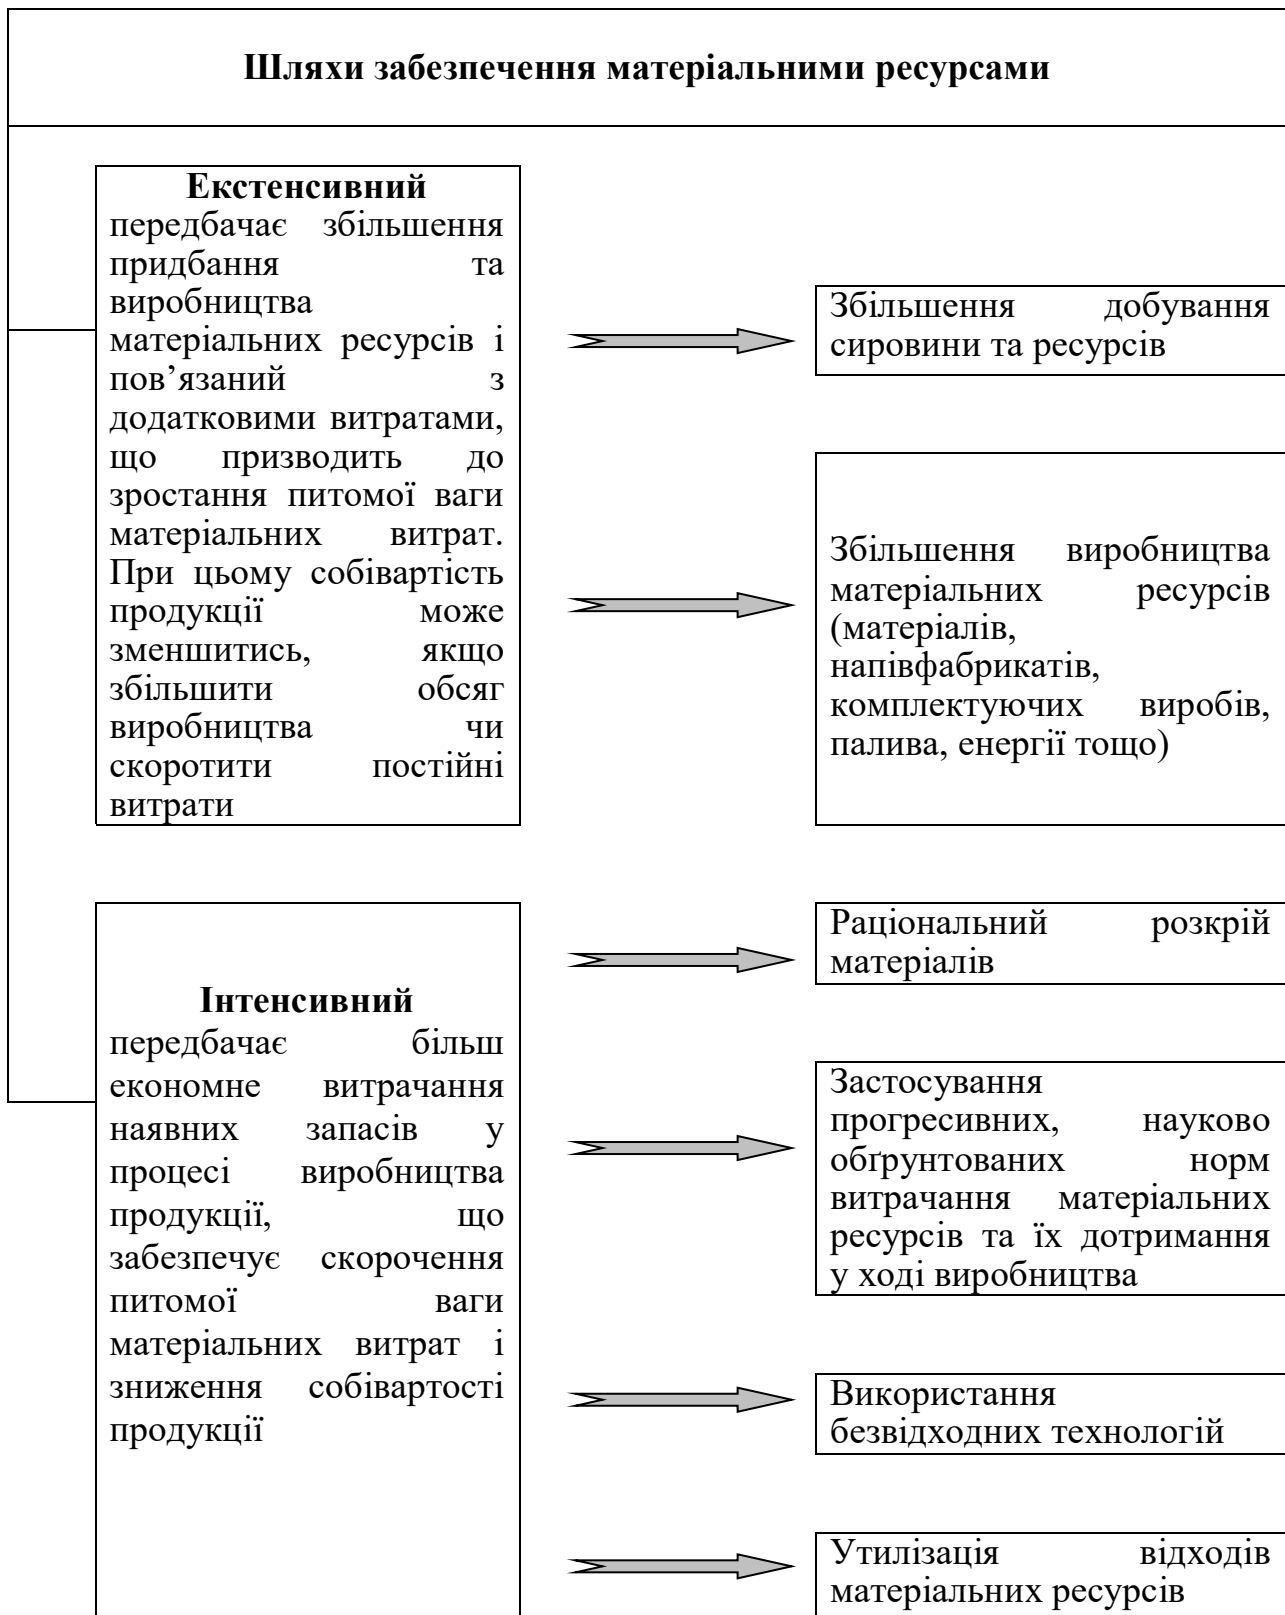 Шляхи забезпечення матеріальними ресурсами
Екстенсивний
передбачає збільшення
придбання та
виробництва
матеріальних ресурсів і
пов’язаний з
додатковими витратами,
що призводить до
зростання питомої ваги
матеріальних витрат.
При цьому собівартість
продукції може
зменшитись, якщо
збільшити обсяг
виробництва чи
скоротити постійні
витрати
Збільшення добування
сировини та ресурсів
Збільшення виробництва
матеріальних ресурсів
(матеріалів,
напівфабрикатів,
комплектуючих виробів,
палива, енергії тощо)
Інтенсивний
передбачає більш
економне витрачання
наявних запасів у
процесі виробництва
продукції, що
забезпечує скорочення
питомої ваги
матеріальних витрат і
зниження собівартості
продукції
Раціональний розкрій
матеріалів
Застосування
прогресивних, науково
обґрунтованих норм
витрачання матеріальних
ресурсів та їх дотримання
у ході виробництва
Використання
безвідходних технологій
Утилізація відходів
матеріальних ресурсів